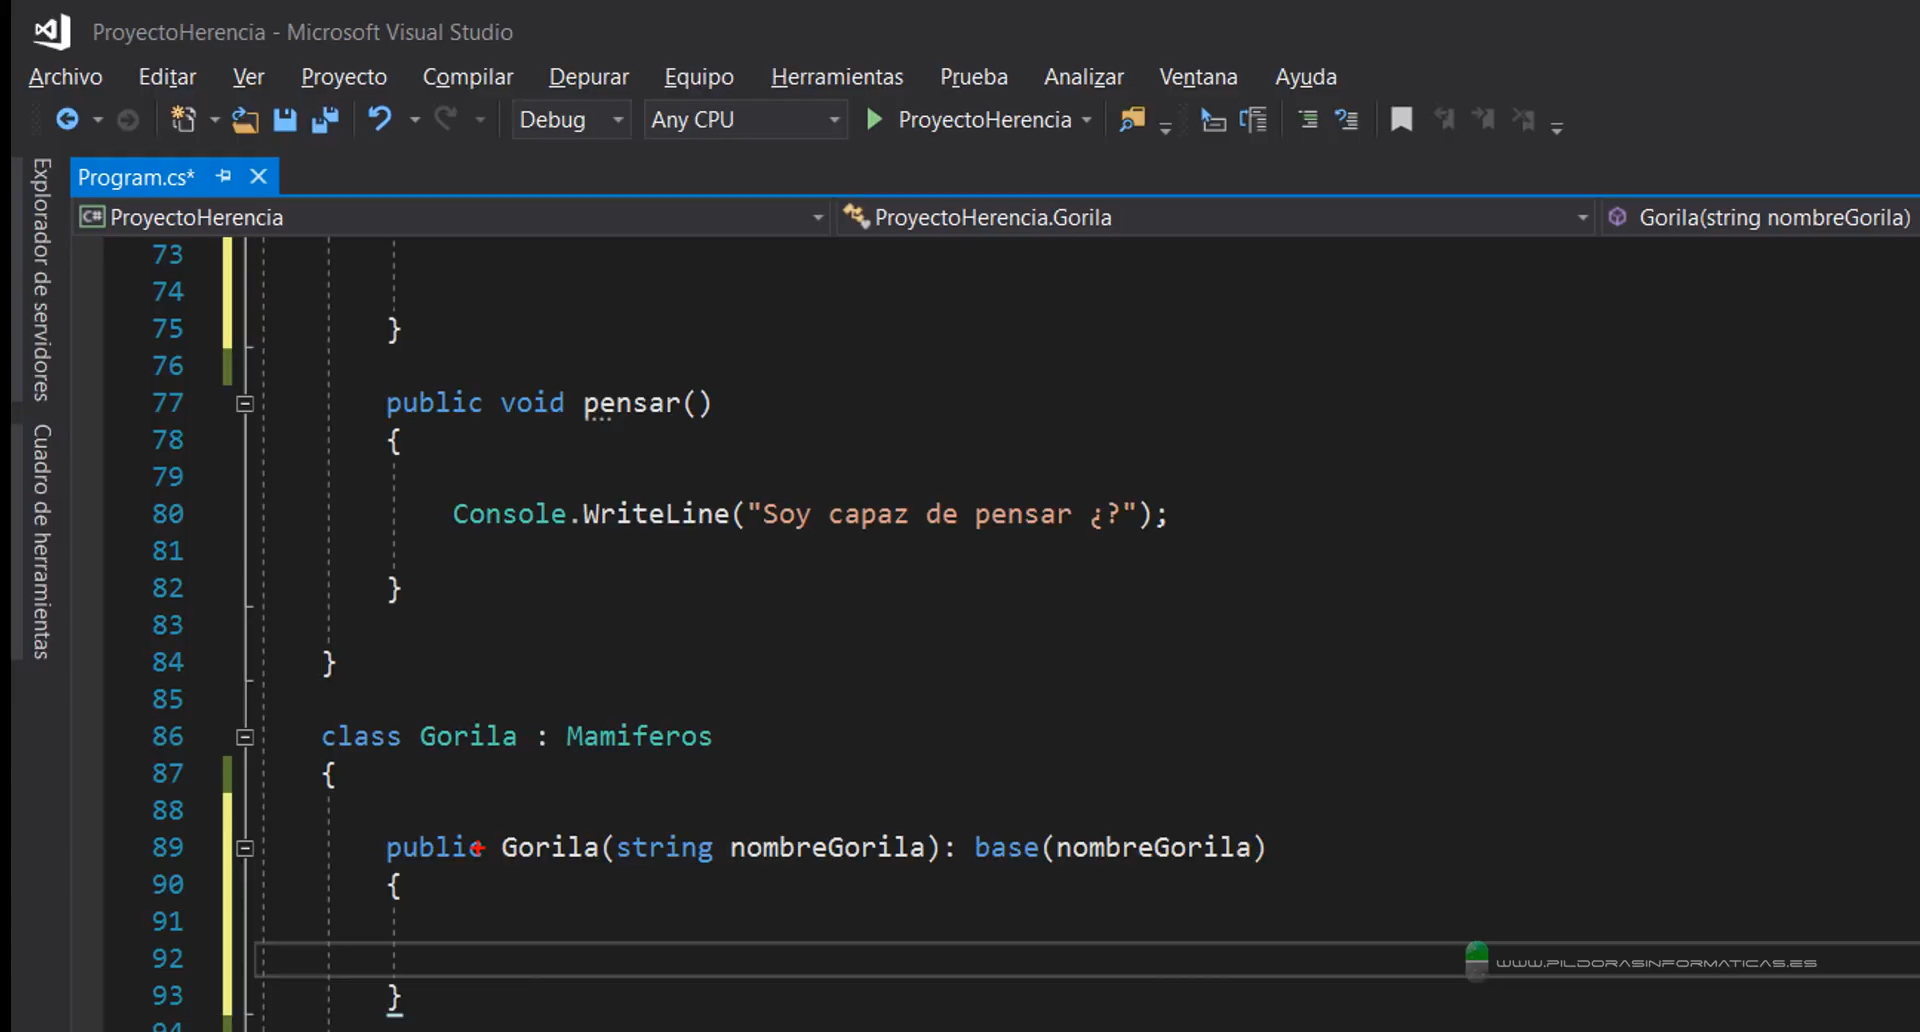 ProyectoHerencia - Microsoft Visual Studio
Archivo Editar Ver Proyecto Compilar Depurar Equipo Herramientas Prueba Analizar Ventana Ayuda
Debug Any CPU ProyectoHerencia
Explorador de servidores
Cuadro de herramientas
Program.cs*
C# ProyectoHerencia ProyectoHerencia.Gorila Gorila(string nombreGorila)
73
74
75 }
76
77 public void pensar()
78 {
79
80 Console.WriteLine("Soy capaz de pensar ¿?");
81
82 }
83
84 }
85
86 class Gorila : Mamiferos
87 {
88
89 public Gorila(string nombreGorila): base(nombreGorila)
90 {
91
92
93 }
94
WWW.PILDORASINFORMATICAS.ES